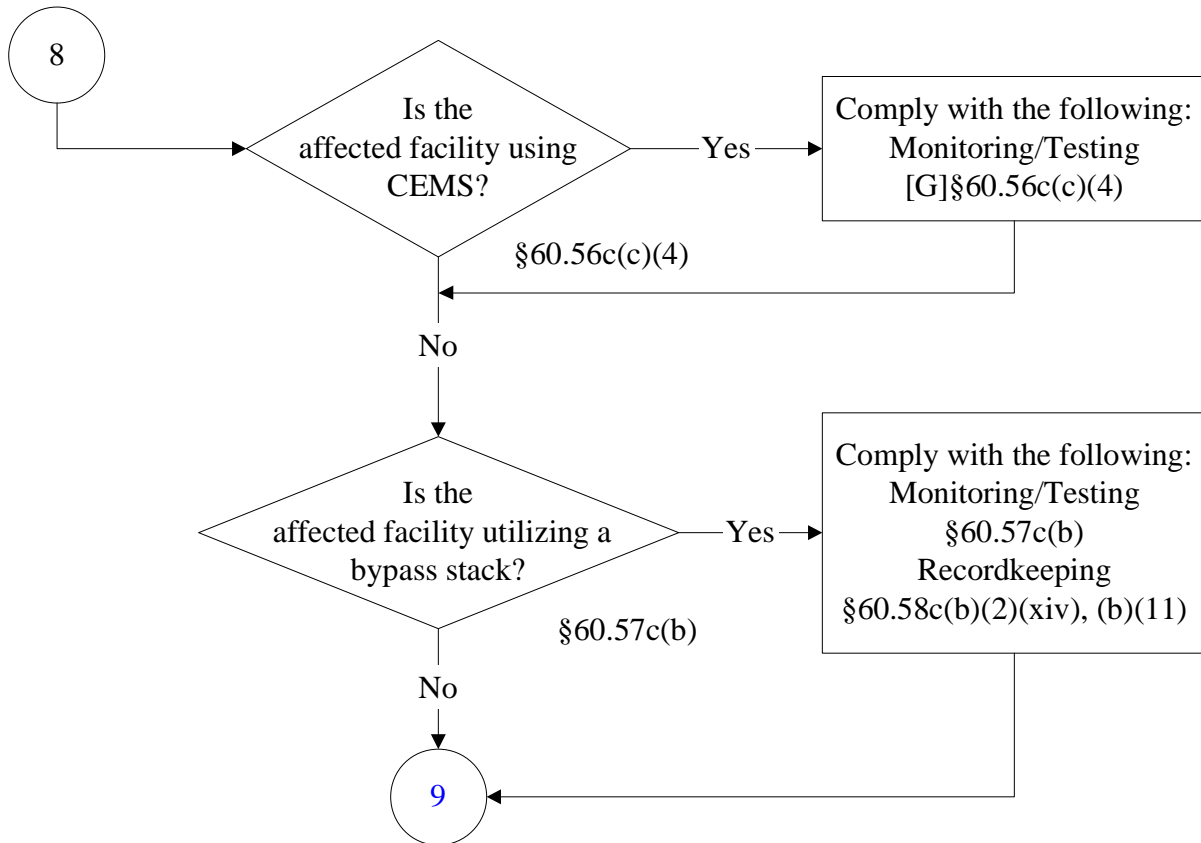 8
Is the
affected facility using
CEMS?
Yes
Comply with the following:
Monitoring/Testing
[G]§60.56c(c)(4)
§60.56c(c)(4)
No
Is the
affected facility utilizing a
bypass stack?
Yes
Comply with the following:
Monitoring/Testing
§60.57c(b)
Recordkeeping
§60.58c(b)(2)(xiv), (b)(11)
§60.57c(b)
No
9